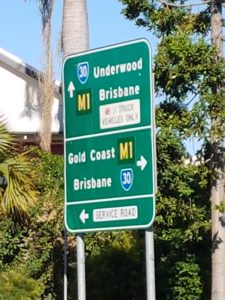 30 Underwood
M1 Brisbane
/ TRUCK
VEHICLES ONLY
Gold Coast M1
Brisbane 30
SERVICE ROAD